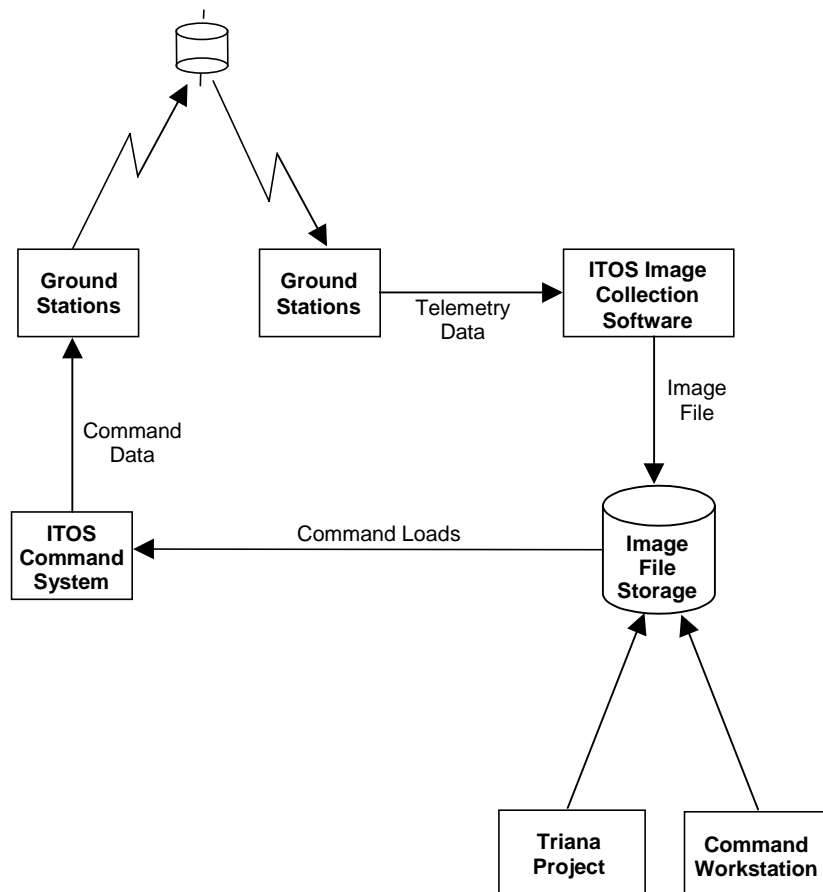 Ground
Stations
Ground
Stations
ITOS Image
Collection
Software
Telemetry
Data
Image
File
Command
Data
ITOS
Command
System
Command Loads
Image
File
Storage
Triana
Project
Command
Workstation